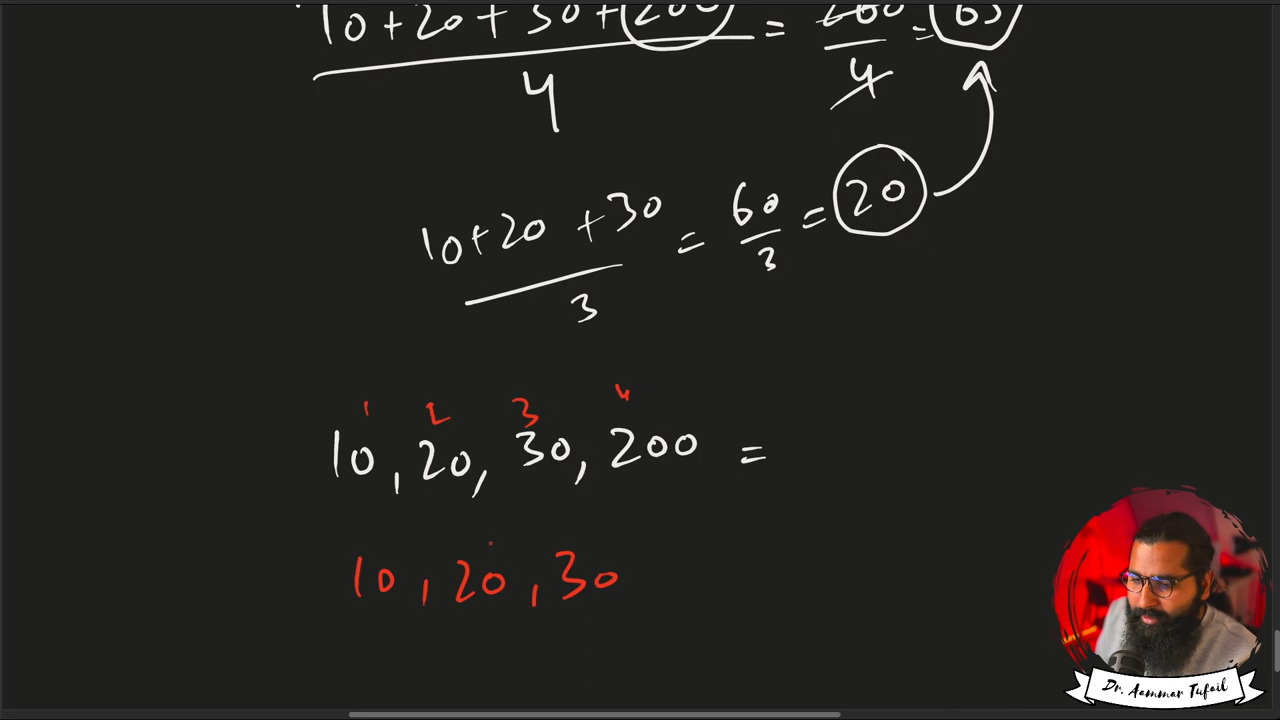 10+20+30+200 = 260 = 65
4 4
10+20+30 = 60 = 20
3 3
1 2 3 4
10, 20, 30, 200 =
10, 20, 30
Dr. Aammar Tufail